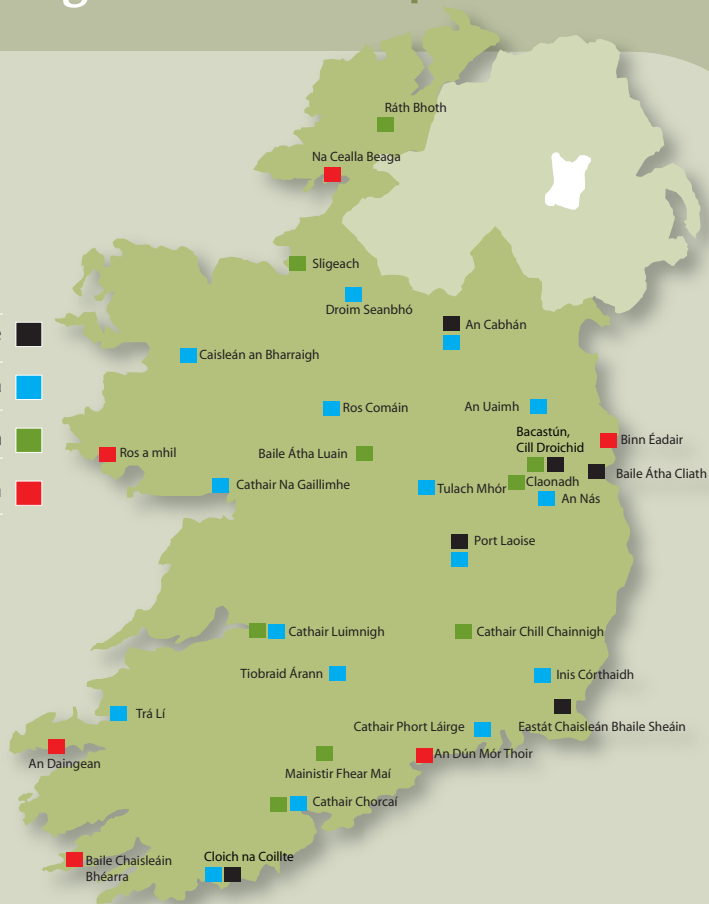 Ráth Bhoth
Na Cealla Beaga
Sligeach
Droim Seanbhó
An Cabhán
Caisleán an Bharraigh
Ros Comáin
An Uaimh
Bacastún,
Cill Droichid
Binn Éadair
Ros a mhil
Baile Átha Luain
Baile Átha Cliath
Cathair Na Gaillimhe
Tulach Mhór
Claonadh
An Nás
Port Laoise
Cathair Luimnigh
Cathair Chill Chainnigh
Tiobraid Árann
Inis Córthaidh
Trá Lí
Cathair Phort Láirge
Eastát Chaisleán Bhaile Sheáin
An Daingean
An Dún Mór Thoir
Mainistir Fhear Maí
Cathair Chorcaí
Baile Chaisleáin
Bhéarra
Cloich na Coillte